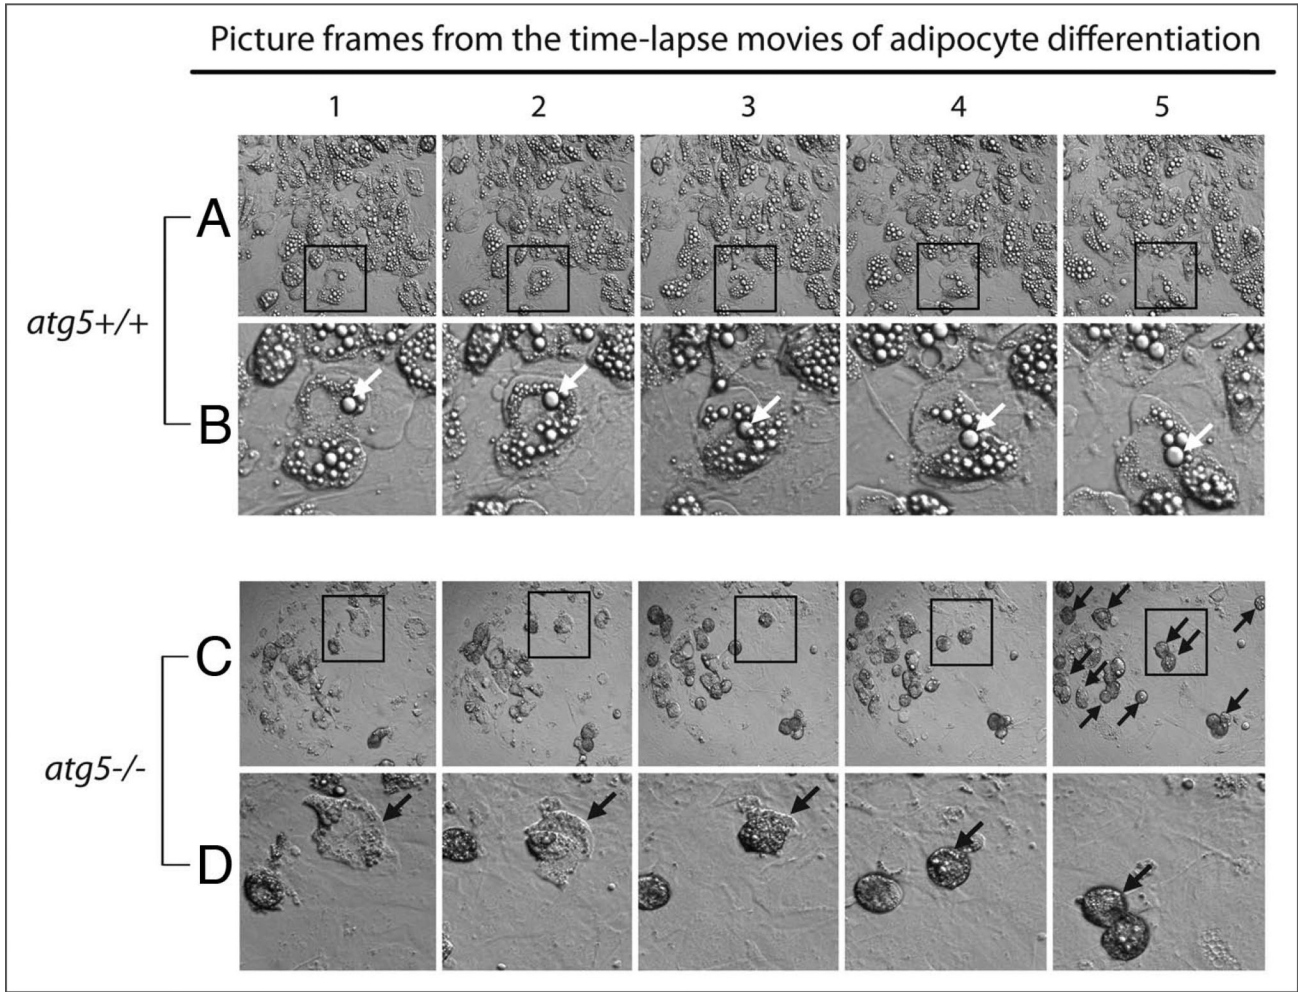 Picture frames from the time-lapse movies of adipocyte differentiation
1 2 3 4 5
A
atg5+/+
B
C
atg5-/-
D